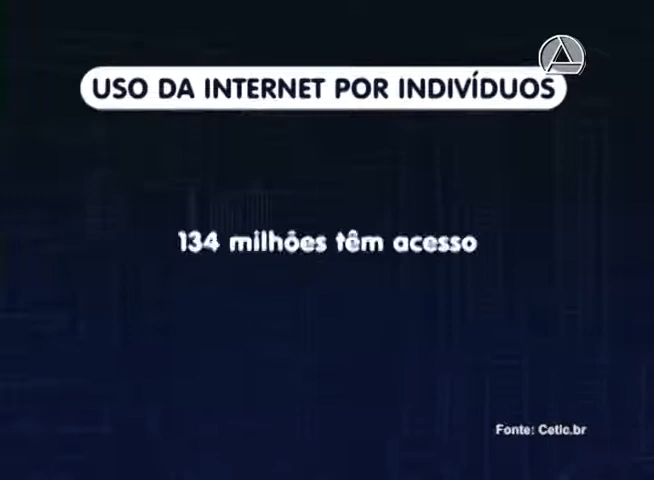 USO DA INTERNET POR INDIVÍDUOS
134 milhões têm acesso
Fonte: Cetic.br